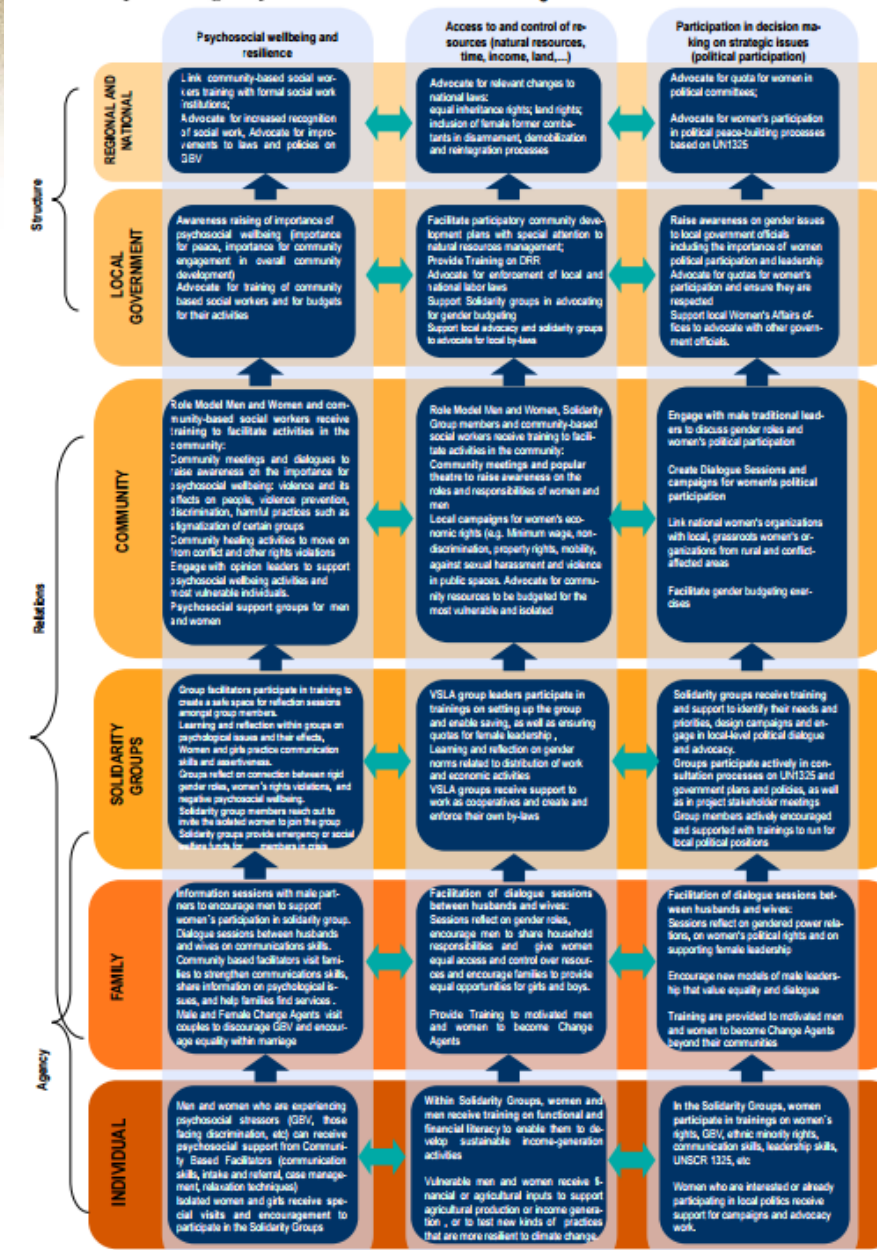 Psychosocial wellbeing and
resilience
Access to and control of re-
sources (natural resources,
time, income, land,...)
Participation in decision ma-
king on strategic issues
(political participation)
Structure
REGIONAL AND
NATIONAL
Link community-based social wor-
kers training with formal social work
institutions;
Advocate for increased recognition
of social work, Advocate for impro-
vements to laws and policies on
GBV
Advocate for relevant changes to
national laws:
equal inheritance rights; land rights;
inclusion of female former comba-
tants in disarmament, demobilization
and reintegration processes
Advocate for quota for women in
political committees;
Advocate for women's participation
in political peace-building processes
based on UN1325
LOCAL
GOVERNMENT
Awareness raising of importance of
psychosocial wellbeing (importance
for peace, importance for community
engagement in overall community
development)
Advocate for training of community
based social workers and for budgets
for their activities
Facilitate participatory community deve-
lopment plans with special attention to
natural resources management;
Provide Training on DRR
Advocate for enforcement of local and
national labor laws
Support Solidarity groups in advocating
for gender budgeting
Support local advocacy and solidarity groups
to advocate for local by-laws
Raise awareness on gender issues
to local government officials
including the importance of women
political participation and leadership
Advocate for quotas for women's
participation and ensure they are
respected
Support local Women's Affairs of-
fices to advocate with other govern-
ment officials.
Relations
COMMUNITY
Role Model Men and Women and com-
munity-based social workers receive
training to facilitate activities in the
community:
Community meetings and dialogues to
raise awareness on the importance for
psychosocial wellbeing: violence and its
effects on people, violence prevention,
discrimination, harmful practices such as
stigmatization of certain groups
Community healing activities to move on
from conflict and other rights violations
Engage with opinion leaders to support
psychosocial wellbeing activities and
most vulnerable individuals.
Psychosocial support groups for men
and women
Role Model Men and Women, Solidarity
Group members and community-based
social workers receive training to facili-
tate activities in the community:
Community meetings and popular
theatre to raise awareness on the
roles and responsibilities of women and
men
Local campaigns for women's eco-
nomic rights (e.g. Minimum wage, non-
discrimination, property rights, mobility,
against sexual harassment and violence
in public spaces. Advocate for commu-
nity resources to be budgeted for the
most vulnerable and isolated
Engage with male traditional lead-
ers to discuss gender roles and
women's political participation
Create Dialogue Sessions and
campaigns for women's political
participation
Link national women's organizations
with local, grassroots women's or-
ganizations from rural and conflict-
affected areas
Facilitate gender budgeting exer-
cises
SOLIDARITY
GROUPS
Group facilitators participate in training to
create a safe space for reflection sessions
amongst group members.
Learning and reflection within groups on
psychological issues and their effects,
Women and girls practice communication
skills and assertiveness.
Groups reflect on connection between rigid
gender roles, women's rights violations, and
negative psychosocial wellbeing.
Solidarity group members reach out to
invite the isolated women to join the group
Solidarity groups provide emergency or social
welfare funds for members in crisis
VSLA group leaders participate in
trainings on setting up the group
and enable saving, as well as ensuring
quotas for female leadership ,
Learning and reflection on gender
norms related to distribution of work
and economic activities
VSLA groups receive support to
work as cooperatives and create and
enforce their own by-laws
Solidarity groups receive training
and support to identify their needs and
priorities, design campaigns and en-
gage in local-level political dialogue
and advocacy.
Groups participate actively in con-
sultation processes on UN1325 and
government plans and policies, as well
as in project stakeholder meetings
Group members actively encouraged
and supported with trainings to run for
local political positions
Agency
FAMILY
Information sessions with male part-
ners to encourage men to support
women´s participation in solidarity group.
Dialogue sessions between husbands
and wives on communications skills.
Community based facilitators visit fami-
lies to strengthen communications skills,
share information on psychological is-
sues, and help families find services .
Male and Female Change Agents visit
couples to discourage GBV and encour-
age equality within marriage
Facilitation of dialogue sessions
between husbands and wives:
Sessions reflect on gender roles,
encourage men to share household
responsibilities and give women
equal access and control over resour-
ces and encourage families to provide
equal opportunities for girls and boys.
Provide Training to motivated men
and women to become Change
Agents
Facilitation of dialogue sessions bet-
ween husbands and wives:
Sessions reflect on gendered power rela-
tions, on women's political rights and on
supporting female leadership
Encourage new models of male leaders-
hip that value equality and dialogue
Training are provided to motivated men
and women to become Change Agents
beyond their communities
INDIVIDUAL
Men and women who are experiencing
psychosocial stressors (GBV, those
facing discrimination, etc) can receive
psychosocial support from Communi-
ty Based Facilitators (communication
skills, intake and referral, case manage-
ment, relaxation techniques)
Isolated women and girls receive spe-
cial visits and encouragement to
participate in the Solidarity Groups
Within Solidarity Groups, women and
men receive training on functional and
financial literacy to enable them to de-
velop sustainable income-generation
activities
Vulnerable men and women receive fi-
nancial or agricultural inputs to support
agricultural production or income genera-
tion , or to test new kinds of practices
that are more resilient to climate change.
In the Solidarity Groups, women
participate in trainings on women´s
rights, GBV, ethnic minority rights,
communication skills, leadership skills,
UNSCR 1325, etc
Women who are interested or already
participating in local politics receive
support for campaigns and advocacy
work.